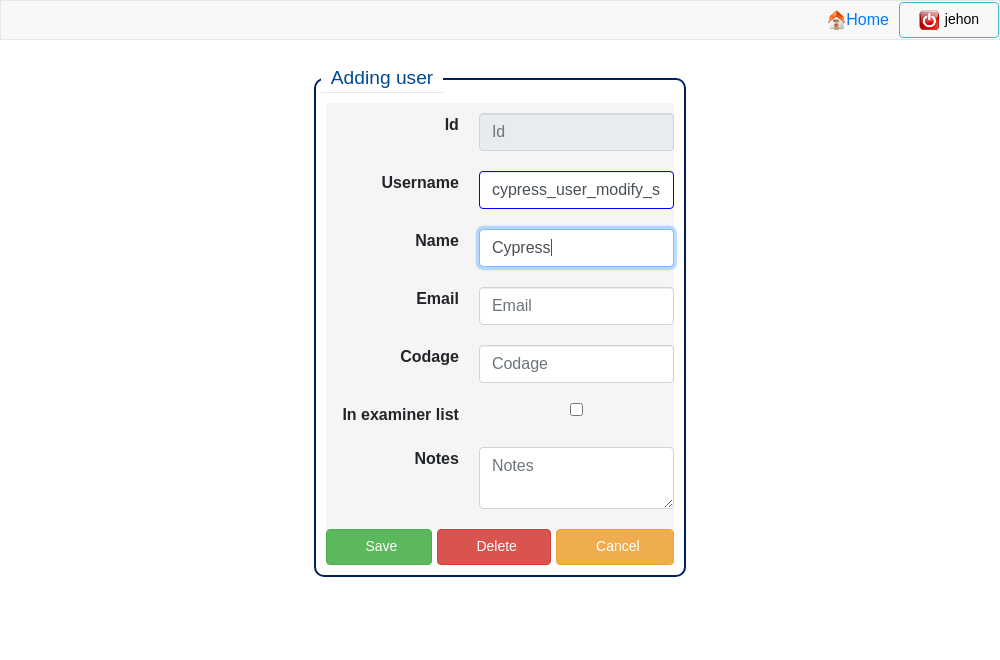 Home jehon
Adding user
Id Id
Username cypress_user_modify_s
Name Cypress
Email Email
Codage Codage
In examiner list
Notes Notes
Save Delete Cancel